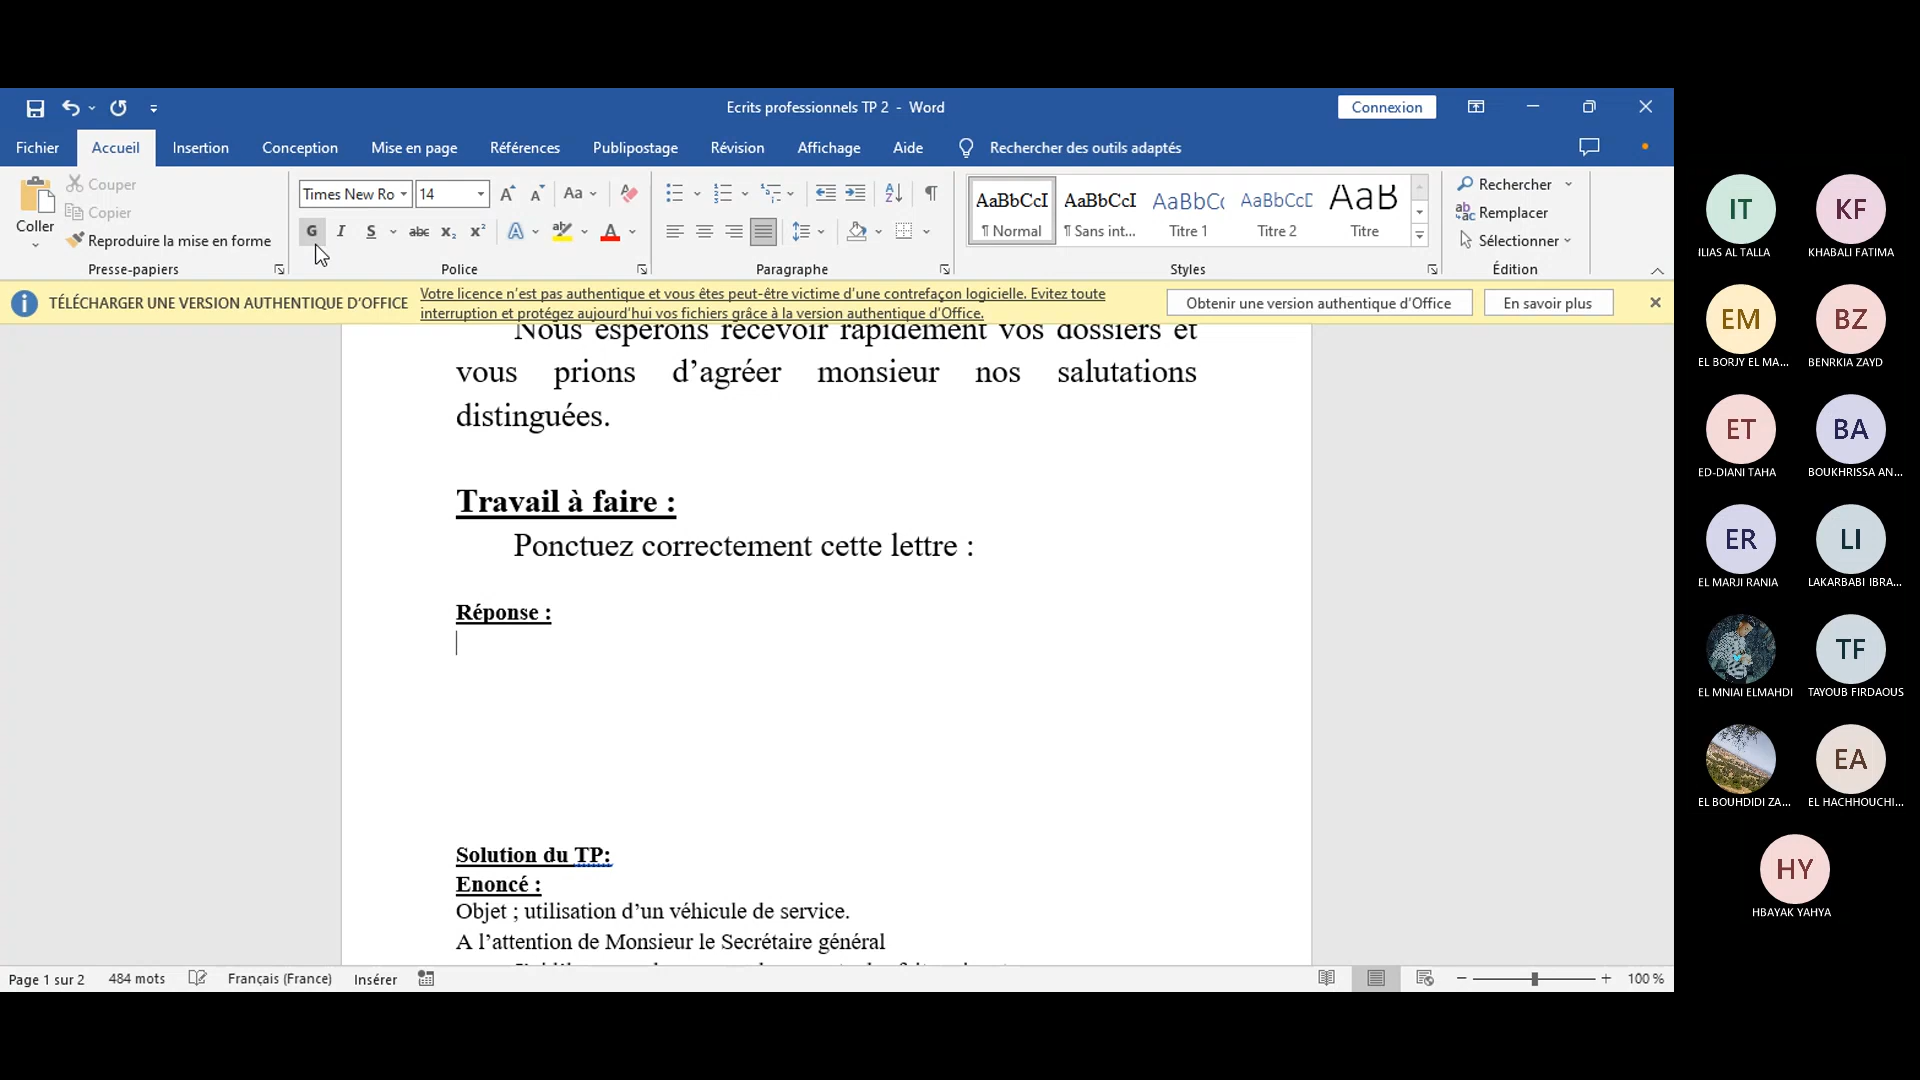 Ecrits professionnels TP 2 - Word
Connexion
Fichier Accueil Insertion Conception Mise en page Références Publipostage Révision Affichage Aide Rechercher des outils adaptés
Coller
Couper
Copier
Reproduire la mise en forme
Presse-papiers
Times New Ro 14
Aa
G I S abc x₂ x² A ab A
Police
Paragraphe
AaBbCcI AaBbCcI AaBbCc AaBbCcD AaB
¶ Normal ¶ Sans int... Titre 1 Titre 2 Titre
Styles
Rechercher
Remplacer
Sélectionner
Édition
TÉLÉCHARGER UNE VERSION AUTHENTIQUE D’OFFICE
Votre licence n’est pas authentique et vous êtes peut-être victime d’une contrefaçon logicielle. Evitez toute
interruption et protégez aujourd’hui vos fichiers grâce à la version authentique d’Office.
Obtenir une version authentique d’Office
En savoir plus
Nous espérons recevoir rapidement vos dossiers et
vous prions d’agréer monsieur nos salutations
distinguées.
Travail à faire :
Ponctuez correctement cette lettre :
Réponse :
Solution du TP:
Enoncé :
Objet ; utilisation d’un véhicule de service.
A l’attention de Monsieur le Secrétaire général
Page 1 sur 2 484 mots Français (France) Insérer 100 %
IT KF
ILIAS AL TALLA KHABALI FATIMA
EM BZ
EL BORJY EL MA... BENRKIA ZAYD
ET BA
ED-DIANI TAHA BOUKHRISSA AN...
ER LI
EL MARJI RANIA LAKARBABI IBRA...
TF
EL MNIAI ELMAHDI TAYOUB FIRDAOUS
EA
EL BOUHDIDI ZA... EL HACHHOUCHI...
HY
HBAYAK YAHYA